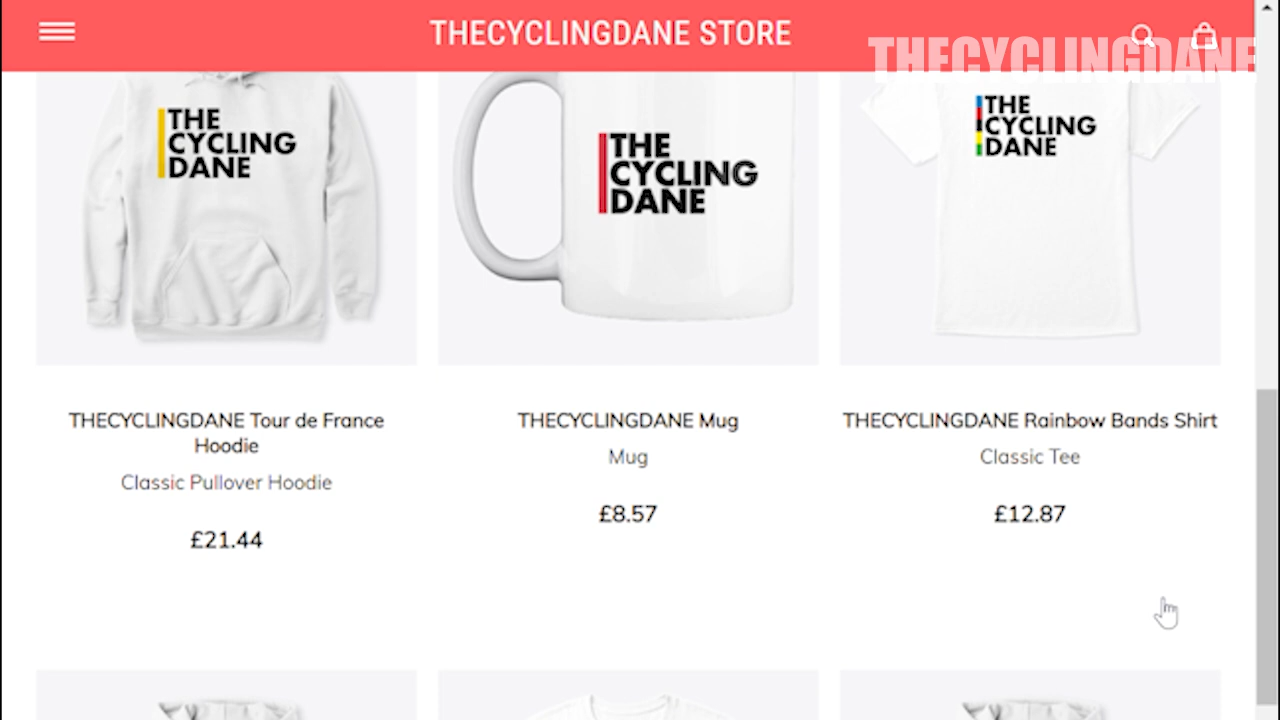 THECYCLINGDANE STORE
THECYCLINGDANE
THE
CYCLING
DANE
THE
CYCLING
DANE
THE
CYCLING
DANE
THECYCLINGDANE Tour de France
Hoodie
Classic Pullover Hoodie
£21.44
THECYCLINGDANE Mug
Mug
£8.57
THECYCLINGDANE Rainbow Bands Shirt
Classic Tee
£12.87